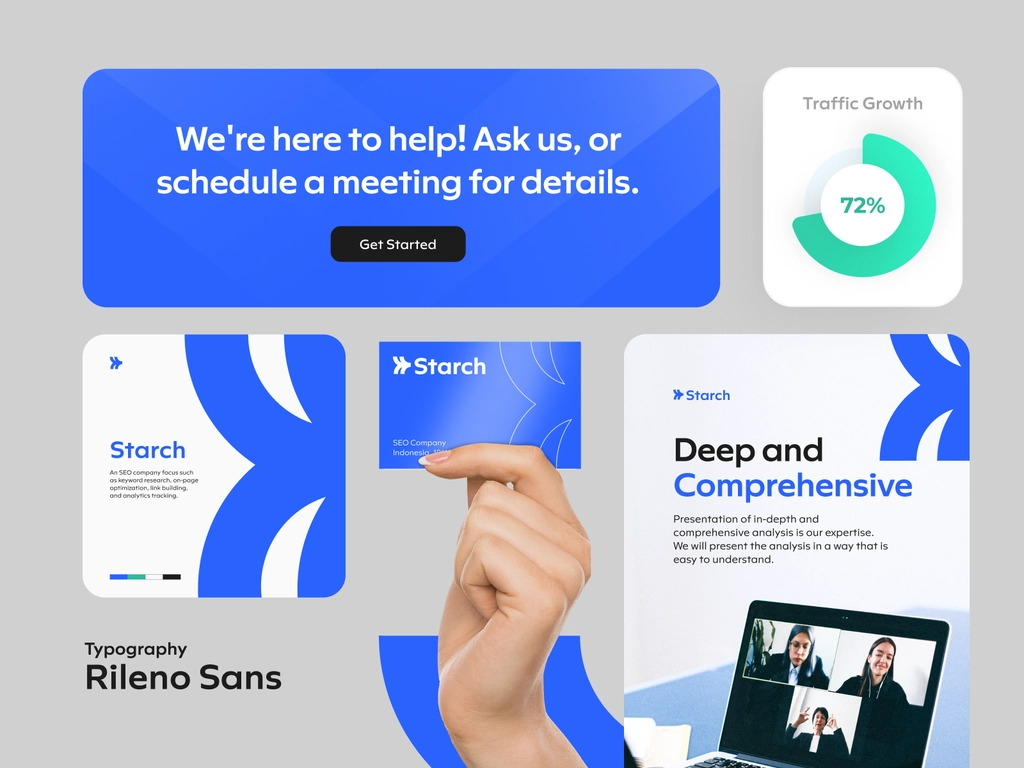 We're here to help! Ask us, or
schedule a meeting for details.
Get Started
Traffic Growth
72%
Starch
An SEO company focus such
as keyword research, on-page
optimization, link building,
and analytics tracking.
Starch
SEO Company
Indonesia,
Starch
Deep and
Comprehensive
Presentation of in-depth and
comprehensive analysis is our expertise.
We will present the analysis in a way that is
easy to understand.
Typography
Rileno Sans